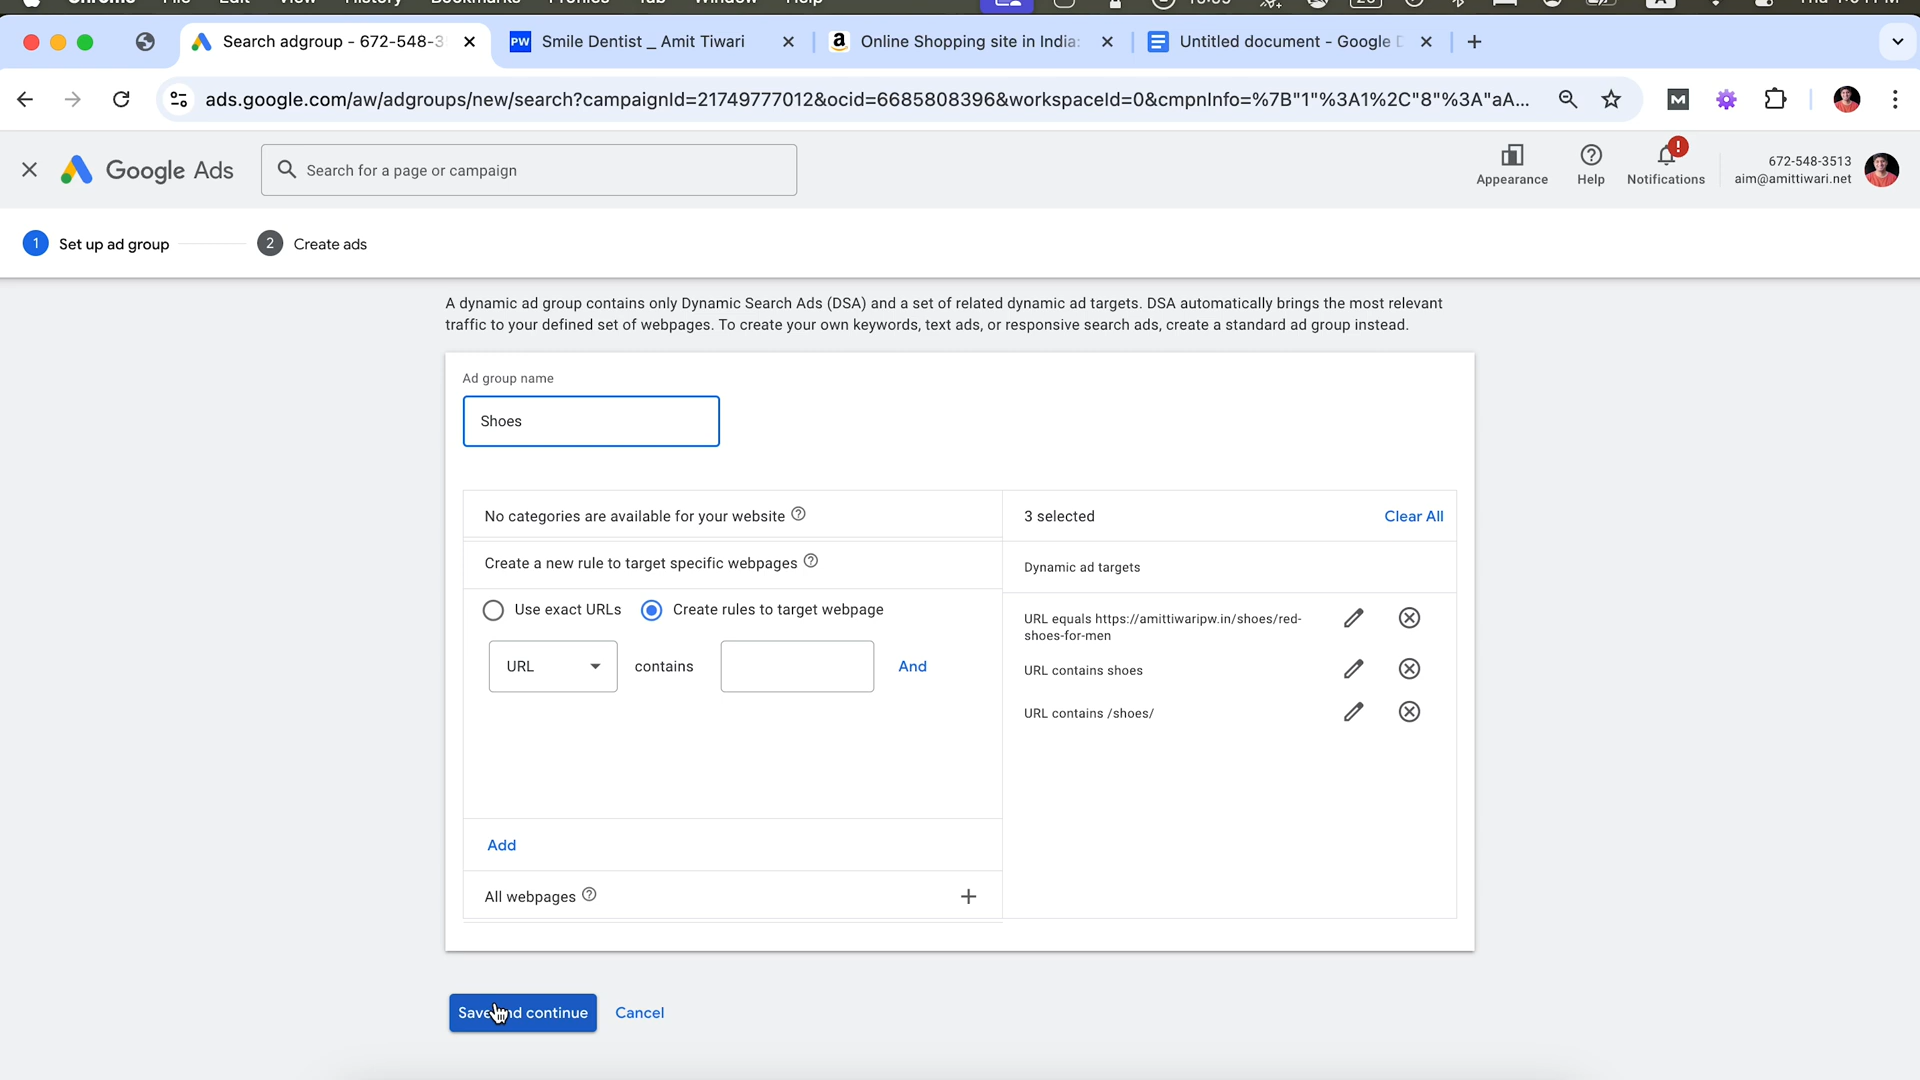 Search adgroup - 672-548-3
PW Smile Dentist _ Amit Tiwari
a Online Shopping site in India:
Untitled document - Google D
ads.google.com/aw/adgroups/new/search?campaignId=21749777012&ocid=6685808396&workspaceId=0&cmpnInfo=%7B"1"%3A1%2C"8"%3A"aA...
Google Ads
Search for a page or campaign
Appearance
Help
Notifications
672-548-3513
aim@amittiwari.net
1 Set up ad group
2 Create ads
A dynamic ad group contains only Dynamic Search Ads (DSA) and a set of related dynamic ad targets. DSA automatically brings the most relevant
traffic to your defined set of webpages. To create your own keywords, text ads, or responsive search ads, create a standard ad group instead.
Ad group name
Shoes
No categories are available for your website
3 selected
Clear All
Create a new rule to target specific webpages
Dynamic ad targets
Use exact URLs
Create rules to target webpage
URL equals https://amittiwaripw.in/shoes/red-
shoes-for-men
URL
contains
And
URL contains shoes
URL contains /shoes/
Add
All webpages
Save and continue
Cancel